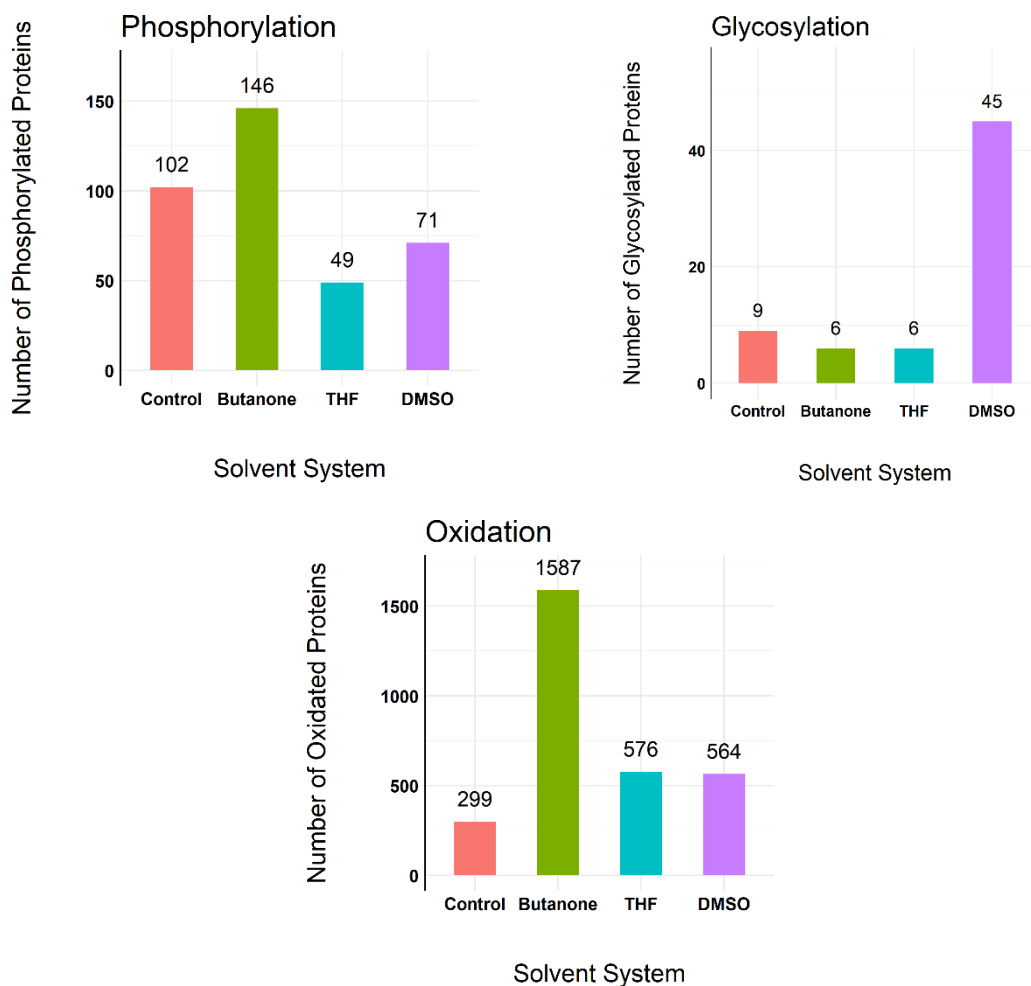 Phosphorylation
Number of Phosphorylated Proteins
150
100
50
0
102
146
49
71
Control Butanone THF DMSO
Solvent System
Glycosylation
Number of Glycosylated Proteins
40
20
0
9
6
6
45
Control Butanone THF DMSO
Solvent System
Oxidation
Number of Oxidated Proteins
1500
1000
500
0
299
1587
576
564
Control Butanone THF DMSO
Solvent System